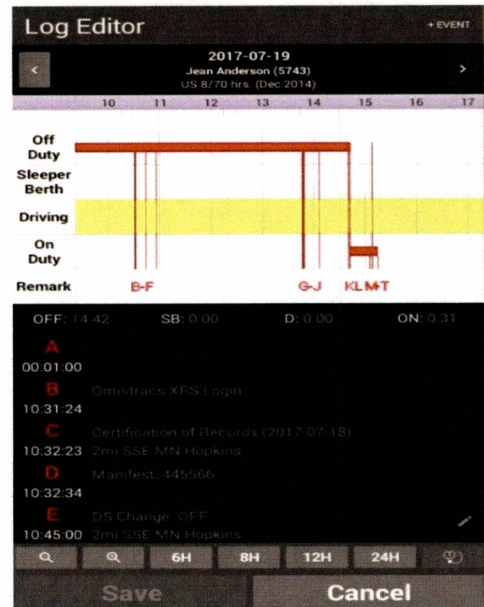 Log Editor + EVENT
2017-07-19
Jean Anderson (5743)
US 8/70 hrs. (Dec 2014)
10 11 12 13 14 15 16 17
Off Duty
Sleeper Berth
Driving
On Duty
Remark B-F G-J KL M-T
OFF: 14:42 SB: 0:00 D: 0:00 ON: 0:31
A
00:01:00
B Omnitracs XRS Login
10:31:24
C Certification of Records (2017-07-18)
10:32:23 2mi SSE MN Hopkins
D Manifest: 445566
10:32:34
E DS Change: OFF
10:45:00 2mi SSE MN Hopkins
6H 8H 12H 24H
Save Cancel